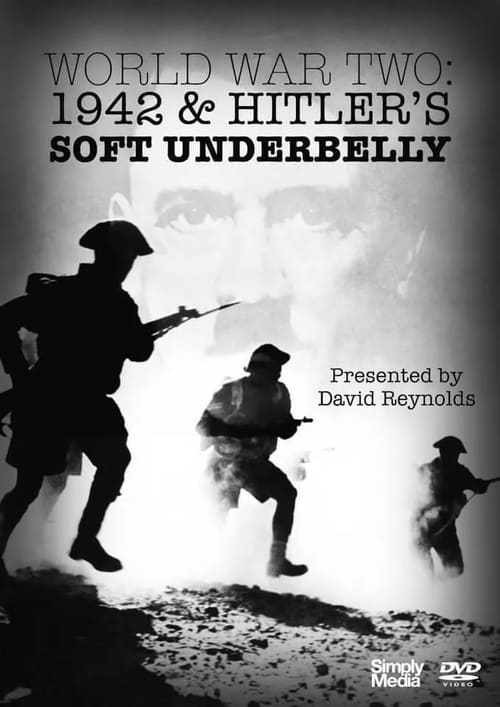 WORLD WAR TWO:
1942 & HITLER'S
SOFT UNDERBELLY
Presented by
David Reynolds
Simply
Media
DVD
VIDEO